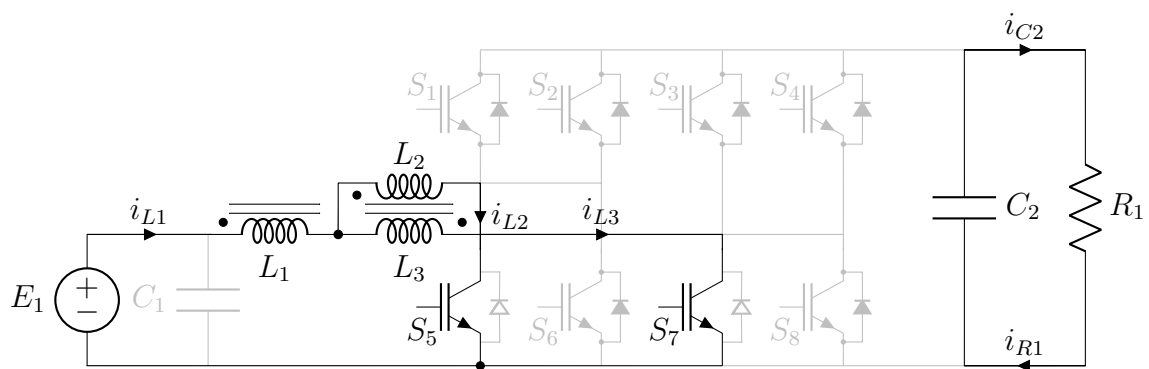 i_{C2}
S_1 S_2 S_3 S_4
L_2
i_{L1} i_{L2} i_{L3}
C_2 R_1
L_1 L_3
E_1 + − C_1
S_5 S_6 S_7 S_8
i_{R1}